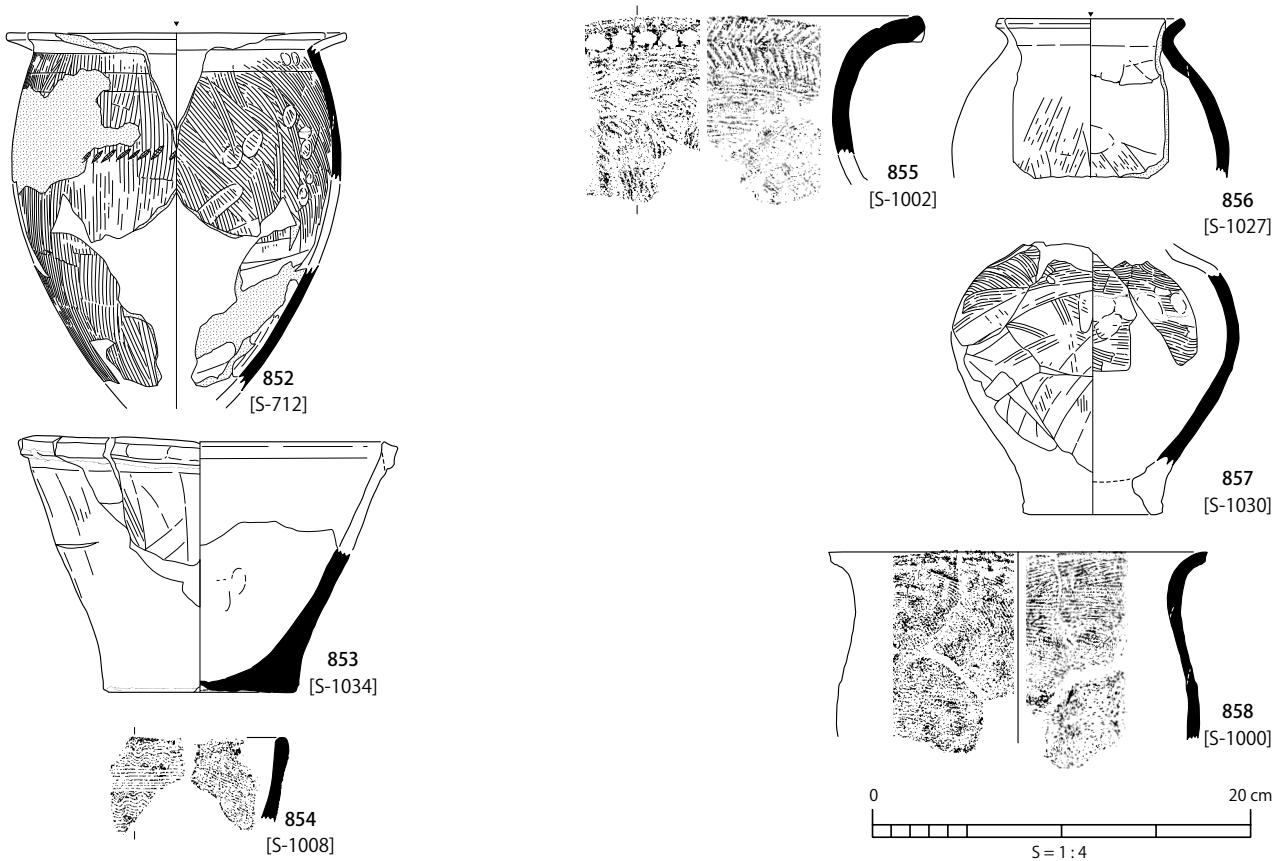 852
[S-712]
853
[S-1034]
854
[S-1008]
855
[S-1002]
856
[S-1027]
857
[S-1030]
858
[S-1000]
0 20 cm
S = 1 : 4